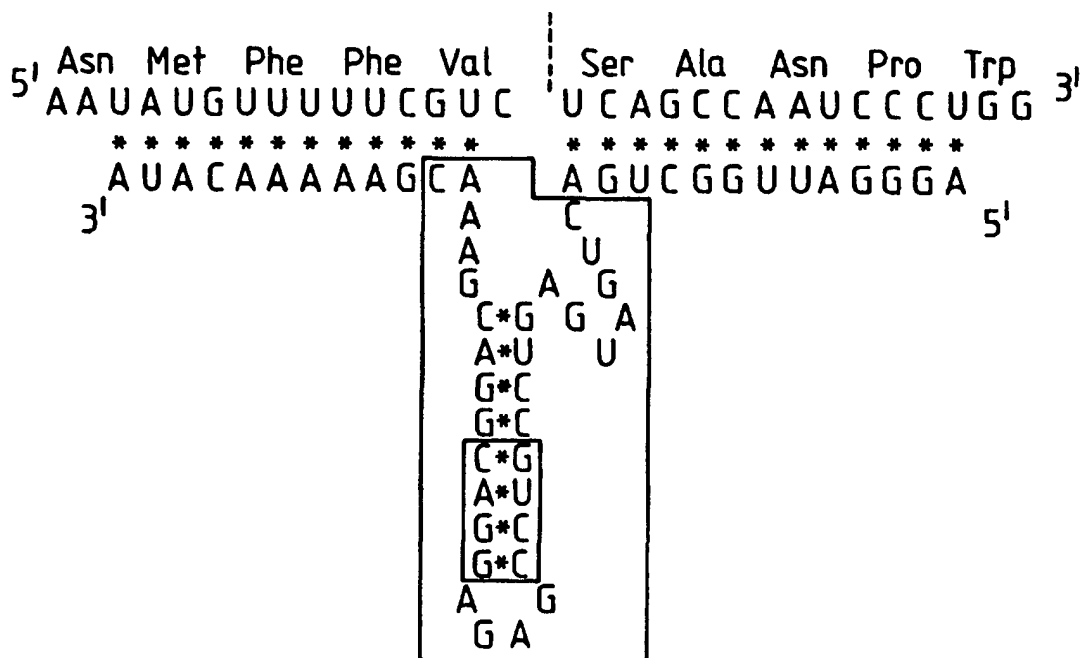 Asn Met Phe Phe Val Ser Ala Asn Pro Trp
5' AAUAUGUUUUUCGUC UCAGCCAAUCCCUGG 3'
* * * * * * * * * * * * * * * * * * * * * * * *
AUACAAAAAGCA AGUCGGUUAGGGA
3' 5'
A C
A U
G A G
C*G G A
A*U U
G*C
G*C
C*G
A*U
G*C
G*C
A G
G A